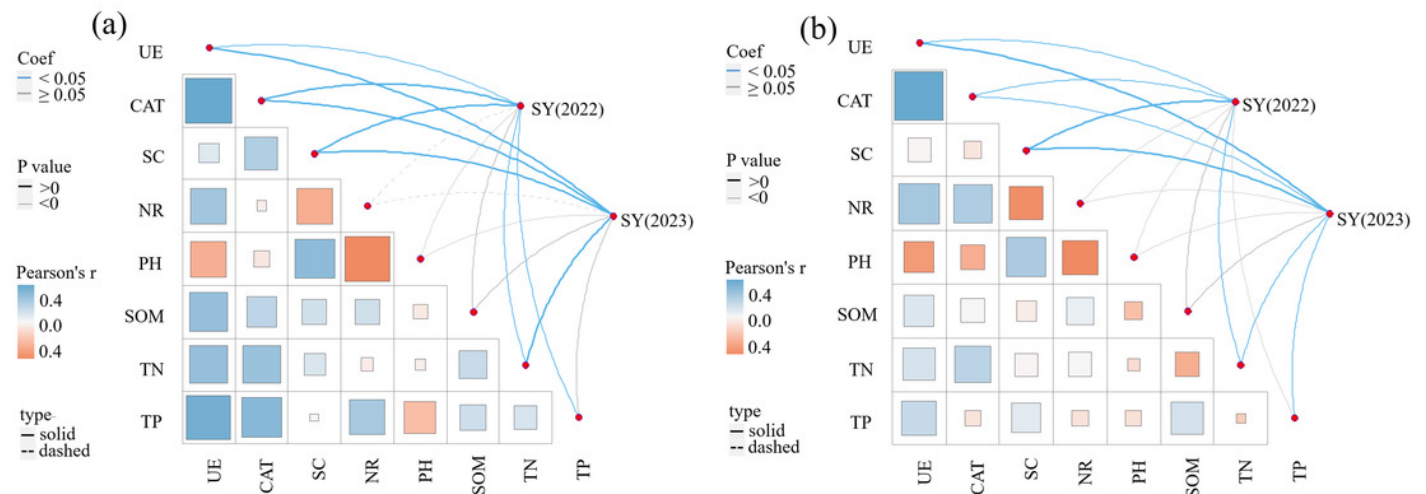 (a)
Coef
< 0.05
≥ 0.05
P value
>0
<0
Pearson's r
0.4
0.0
0.4
type
solid
dashed
UE
CAT
SC
NR
PH
SOM
TN
TP
SY(2022)
SY(2023)
UE
CAT
SC
NR
PH
SOM
TN
TP
(b)
Coef
< 0.05
≥ 0.05
P value
>0
<0
Pearson's r
0.4
0.0
0.4
type
solid
dashed
UE
CAT
SC
NR
PH
SOM
TN
TP
SY(2022)
SY(2023)
UE
CAT
SC
NR
PH
SOM
TN
TP